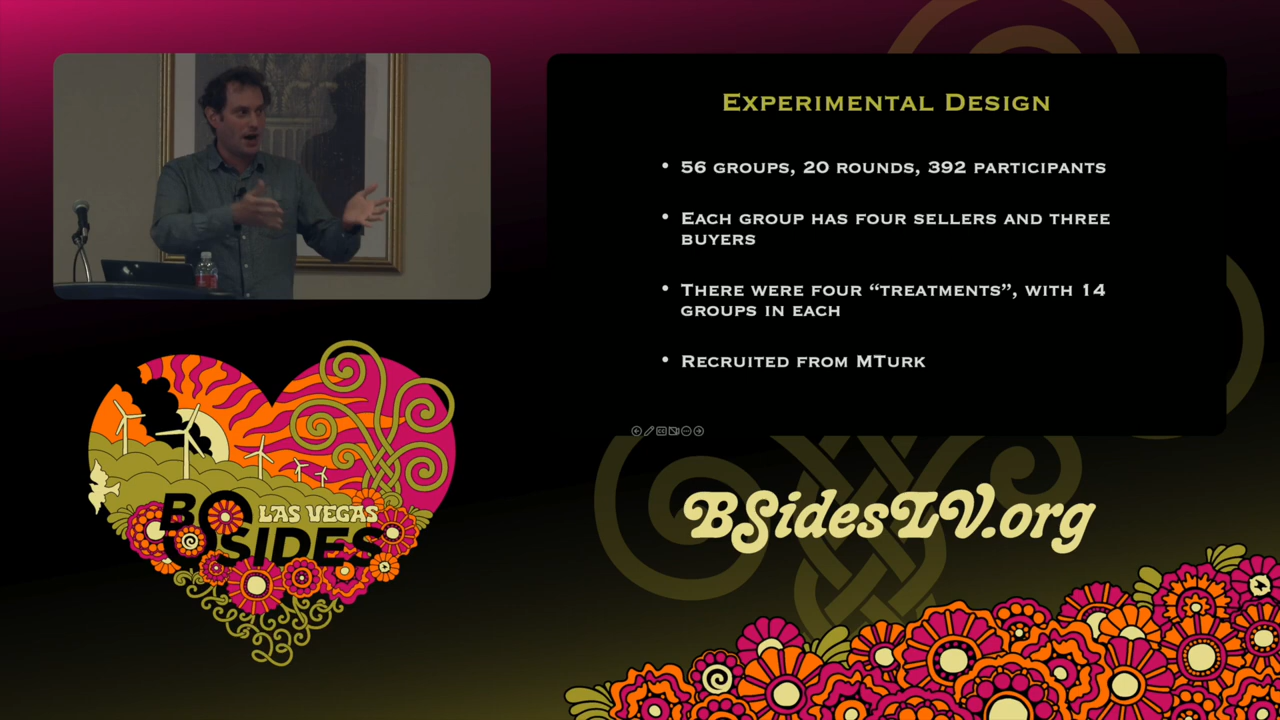 EXPERIMENTAL DESIGN
• 56 GROUPS, 20 ROUNDS, 392 PARTICIPANTS
• EACH GROUP HAS FOUR SELLERS AND THREE
BUYERS
• THERE WERE FOUR “TREATMENTS”, WITH 14
GROUPS IN EACH
• RECRUITED FROM MTURK
LAS VEGAS
BSIDES
23
BSidesLV.org